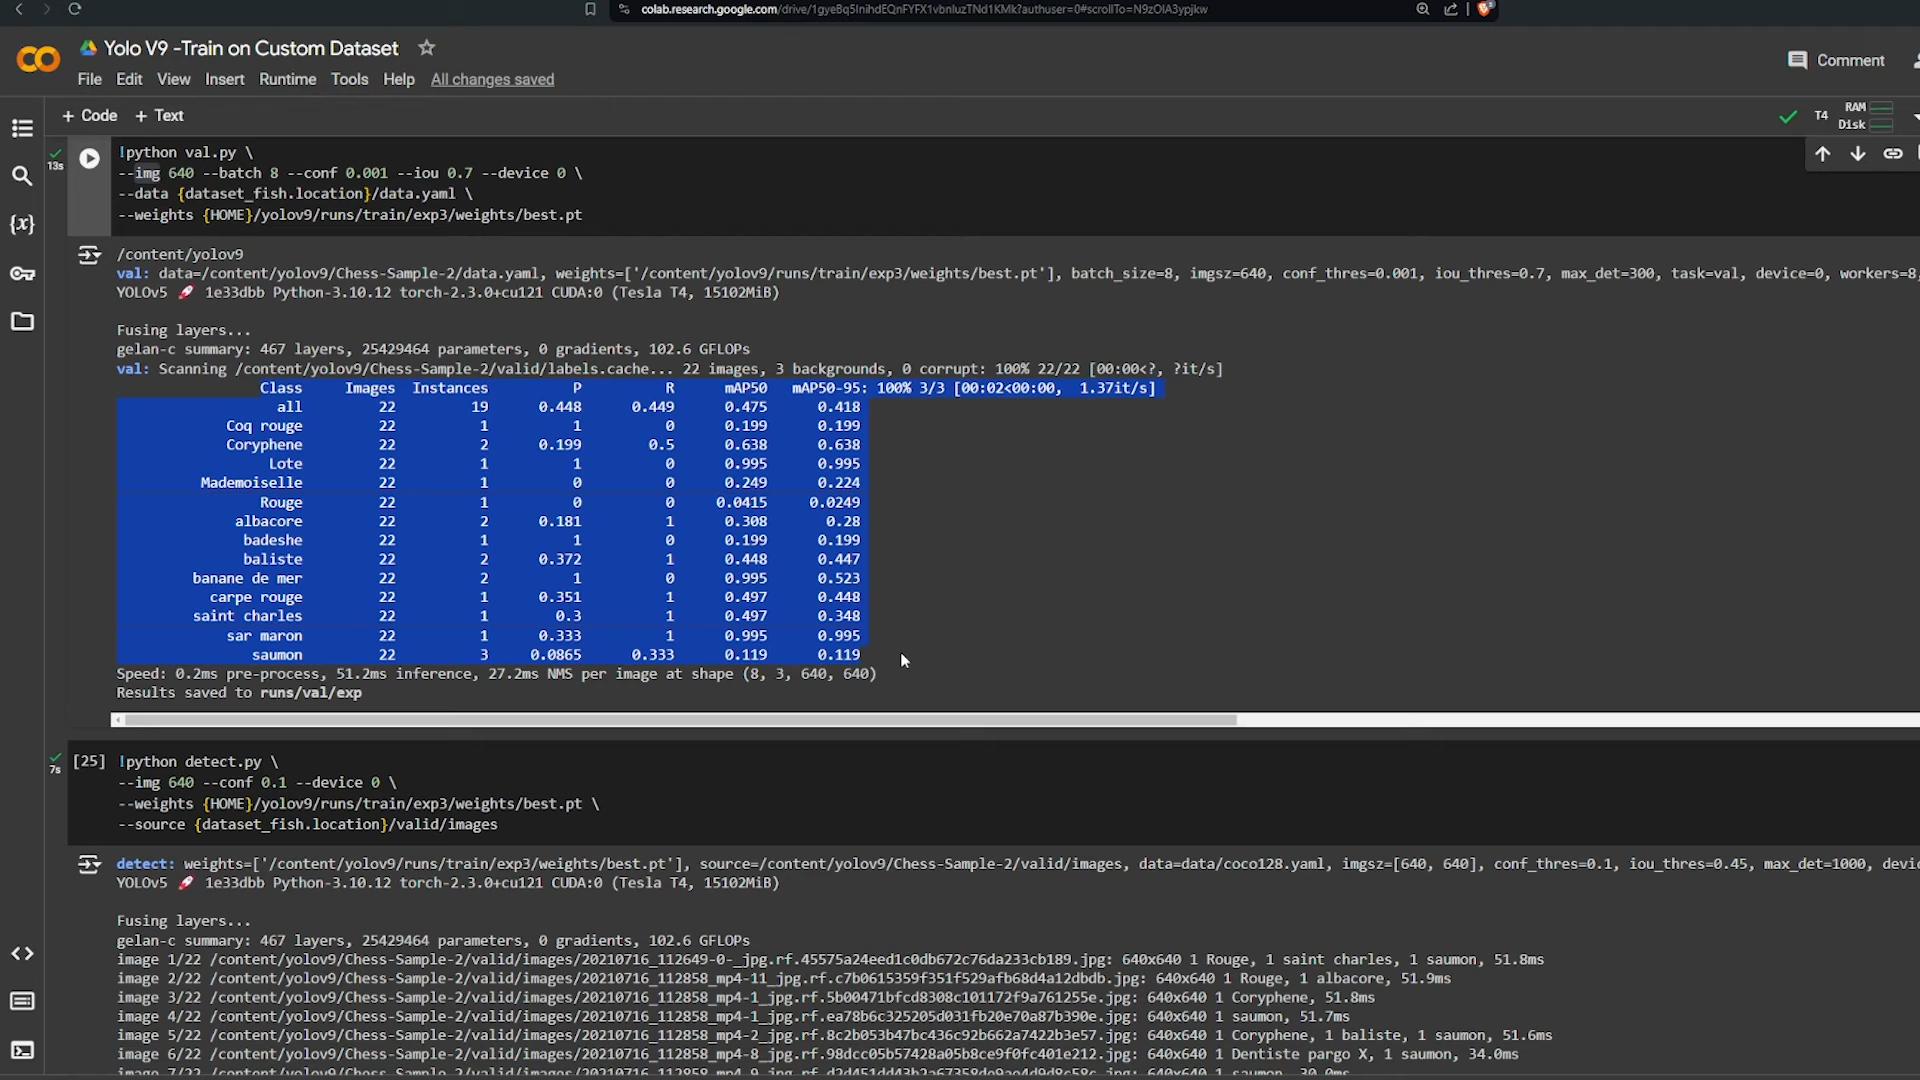 colab.research.google.com/drive/1gyeBq5InihdEQnFYFX1vbnluzTNd1KMk?authuser=0#scrollTo=N9zOIA3ypjkw
Yolo V9 -Train on Custom Dataset
File Edit View Insert Runtime Tools Help All changes saved
Comment
+ Code + Text
T4 RAM
Disk
13s
!python val.py \
--img 640 --batch 8 --conf 0.001 --iou 0.7 --device 0 \
--data {dataset_fish.location}/data.yaml \
--weights {HOME}/yolov9/runs/train/exp3/weights/best.pt
/content/yolov9
val: data=/content/yolov9/Chess-Sample-2/data.yaml, weights=['/content/yolov9/runs/train/exp3/weights/best.pt'], batch_size=8, imgsz=640, conf_thres=0.001, iou_thres=0.7, max_det=300, task=val, device=0, workers=8,
YOLOv5 🚀 1e33dbb Python-3.10.12 torch-2.3.0+cu121 CUDA:0 (Tesla T4, 15102MiB)
Fusing layers...
gelan-c summary: 467 layers, 25429464 parameters, 0 gradients, 102.6 GFLOPs
val: Scanning /content/yolov9/Chess-Sample-2/valid/labels.cache... 22 images, 3 backgrounds, 0 corrupt: 100% 22/22 [00:00<?, ?it/s]
Class Images Instances P R mAP50 mAP50-95: 100% 3/3 [00:02<00:00, 1.37it/s]
all 22 19 0.448 0.449 0.475 0.418
Coq rouge 22 1 1 0 0.199 0.199
Coryphene 22 2 0.199 0.5 0.638 0.638
Lote 22 1 1 0 0.995 0.995
Mademoiselle 22 1 0 0 0.249 0.224
Rouge 22 1 0 0 0.0415 0.0249
albacore 22 2 0.181 1 0.308 0.28
badeshe 22 1 1 0 0.199 0.199
baliste 22 2 0.372 1 0.448 0.447
banane de mer 22 2 1 0 0.995 0.523
carpe rouge 22 1 0.351 1 0.497 0.448
saint charles 22 1 0.3 1 0.497 0.348
sar maron 22 1 0.333 1 0.995 0.995
saumon 22 3 0.0865 0.333 0.119 0.119
Speed: 0.2ms pre-process, 51.2ms inference, 27.2ms NMS per image at shape (8, 3, 640, 640)
Results saved to runs/val/exp
7s
[25] !python detect.py \
--img 640 --conf 0.1 --device 0 \
--weights {HOME}/yolov9/runs/train/exp3/weights/best.pt \
--source {dataset_fish.location}/valid/images
detect: weights=['/content/yolov9/runs/train/exp3/weights/best.pt'], source=/content/yolov9/Chess-Sample-2/valid/images, data=data/coco128.yaml, imgsz=[640, 640], conf_thres=0.1, iou_thres=0.45, max_det=1000, devic
YOLOv5 🚀 1e33dbb Python-3.10.12 torch-2.3.0+cu121 CUDA:0 (Tesla T4, 15102MiB)
Fusing layers...
gelan-c summary: 467 layers, 25429464 parameters, 0 gradients, 102.6 GFLOPs
image 1/22 /content/yolov9/Chess-Sample-2/valid/images/20210716_112649-0-_jpg.rf.45575a24eed1c0db672c76da233cb189.jpg: 640x640 1 Rouge, 1 saint charles, 1 saumon, 51.8ms
image 2/22 /content/yolov9/Chess-Sample-2/valid/images/20210716_112858_mp4-11_jpg.rf.c7b0615359f351f529afb68d4a12dbdb.jpg: 640x640 1 Rouge, 1 albacore, 51.9ms
image 3/22 /content/yolov9/Chess-Sample-2/valid/images/20210716_112858_mp4-1_jpg.rf.5b00471bfcd8308c101172f9a761255e.jpg: 640x640 1 Coryphene, 51.8ms
image 4/22 /content/yolov9/Chess-Sample-2/valid/images/20210716_112858_mp4-1_jpg.rf.ea78b6c325205d031fb20e70a87b390e.jpg: 640x640 1 saumon, 51.7ms
image 5/22 /content/yolov9/Chess-Sample-2/valid/images/20210716_112858_mp4-2_jpg.rf.8c2b053b47bc436c92b662a7422b3e57.jpg: 640x640 1 Coryphene, 1 baliste, 1 saumon, 51.6ms
image 6/22 /content/yolov9/Chess-Sample-2/valid/images/20210716_112858_mp4-8_jpg.rf.98dcc05b57428a05b8ce9f0fc401e212.jpg: 640x640 1 Dentiste pargo X, 1 saumon, 34.0ms
image 7/22 640x640 1 saumon, 30.0ms